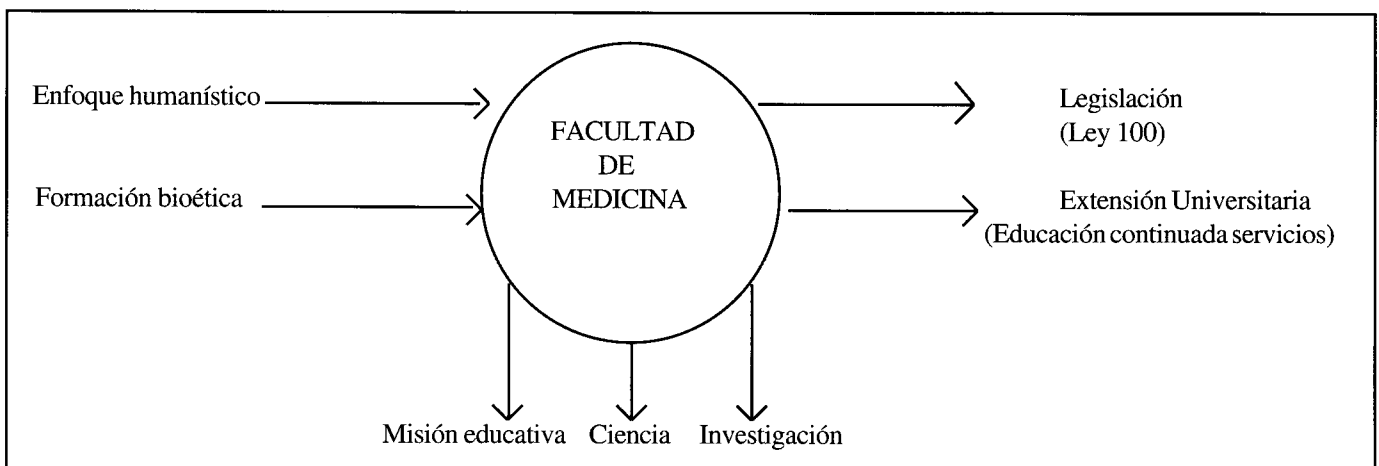 Enfoque humanístico
Formación bioética
FACULTAD
DE
MEDICINA
Legislación
(Ley 100)
Extensión Universitaria
(Educación continuada servicios)
Misión educativa Ciencia Investigación